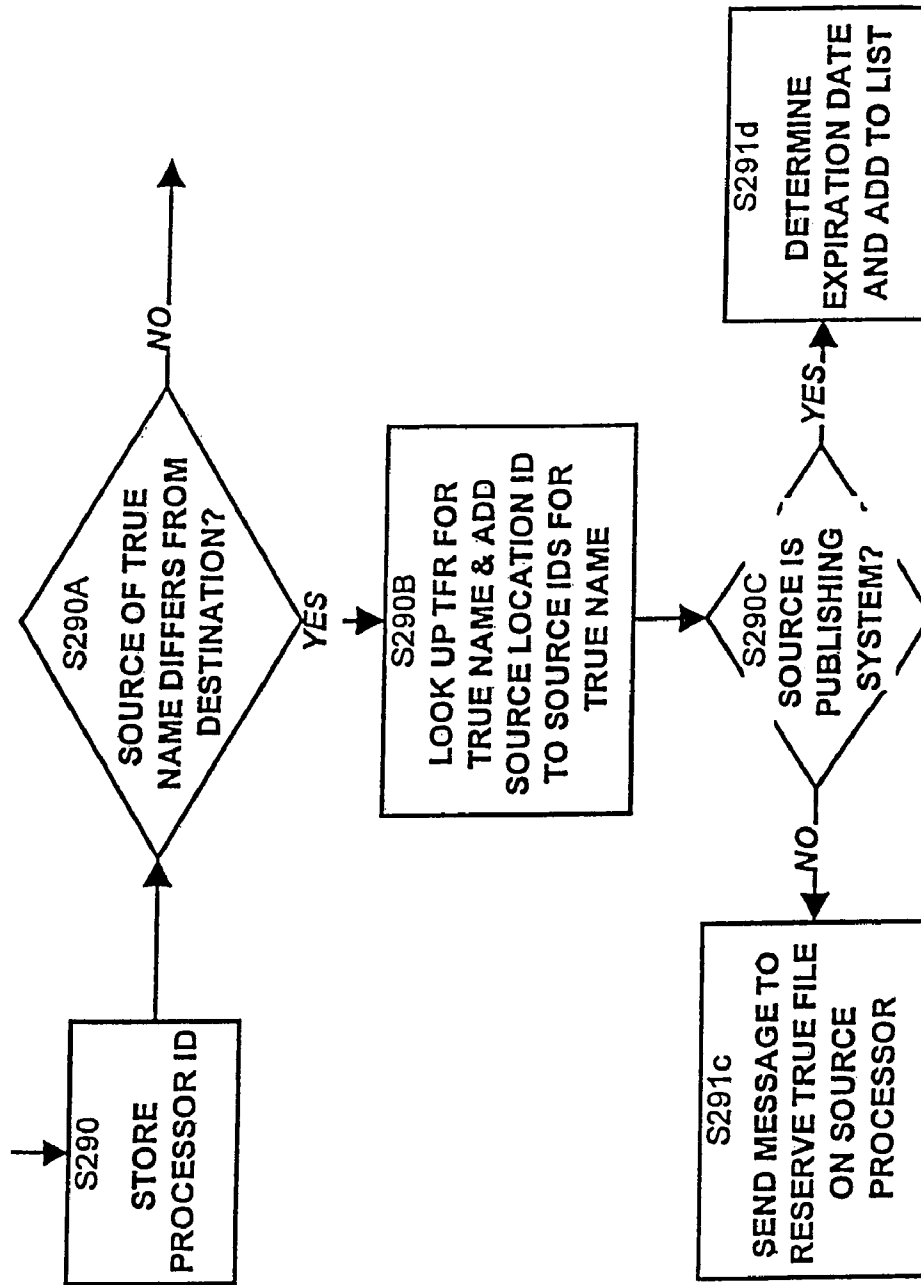 S290
STORE
PROCESSOR ID
S290A
SOURCE OF TRUE
NAME DIFFERS FROM
DESTINATION?
NO
YES
S290B
LOOK UP TFR FOR
TRUE NAME & ADD
SOURCE LOCATION ID
TO SOURCE IDS FOR
TRUE NAME
S290C
SOURCE IS
PUBLISHING
SYSTEM?
NO
YES
S291c
SEND MESSAGE TO
RESERVE TRUE FILE
ON SOURCE
PROCESSOR
S291d
DETERMINE
EXPIRATION DATE
AND ADD TO LIST